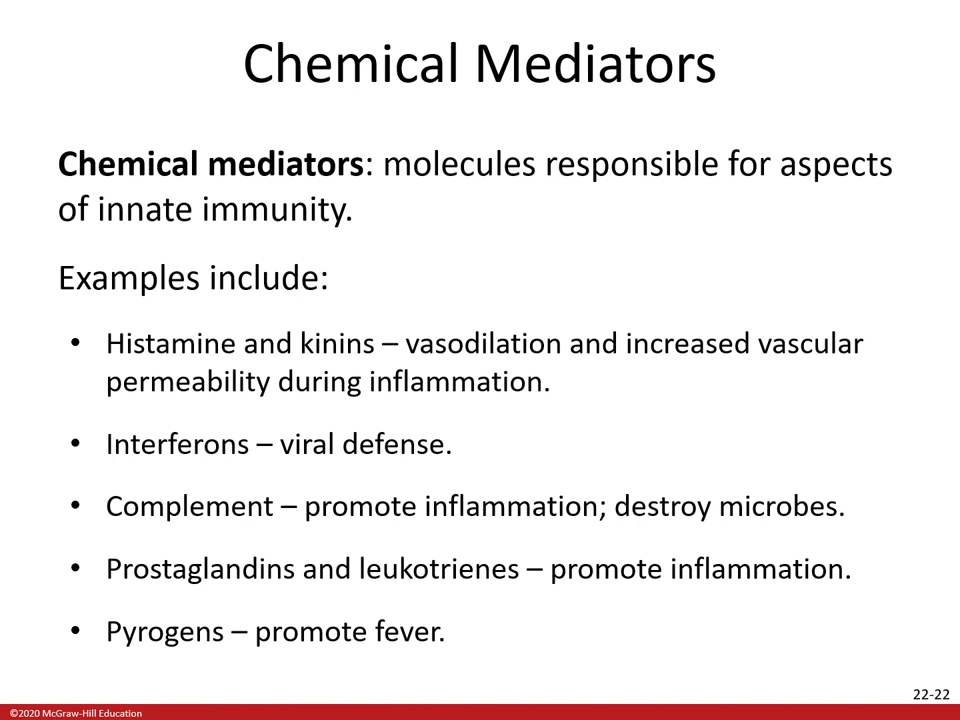 Chemical Mediators
Chemical mediators: molecules responsible for aspects
of innate immunity.
Examples include:
• Histamine and kinins – vasodilation and increased vascular
permeability during inflammation.
• Interferons – viral defense.
• Complement – promote inflammation; destroy microbes.
• Prostaglandins and leukotrienes – promote inflammation.
• Pyrogens – promote fever.
22-22
©2020 McGraw-Hill Education